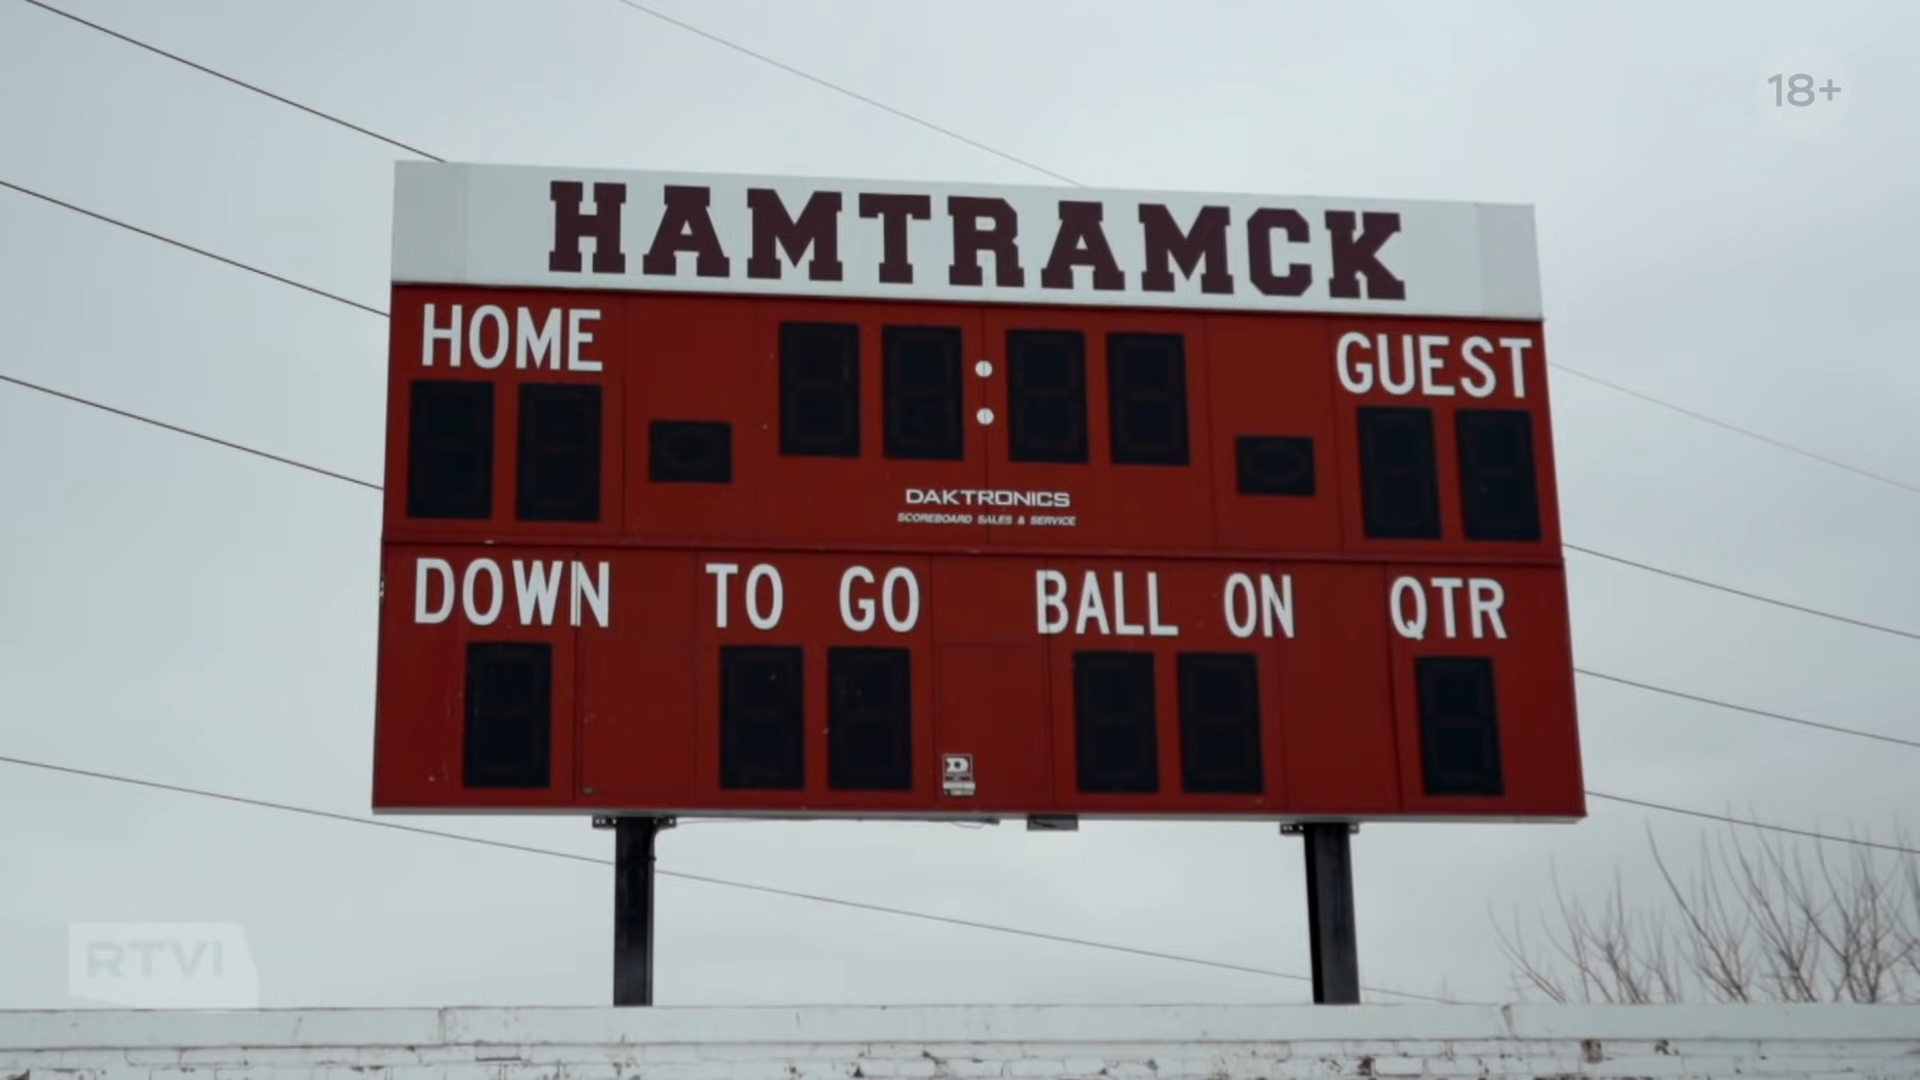 18+
HAMTRAMCK
HOME
GUEST
DAKTRONICS
SCOREBOARD SALES & SERVICE
DOWN TO GO BALL ON QTR
D
RTVI